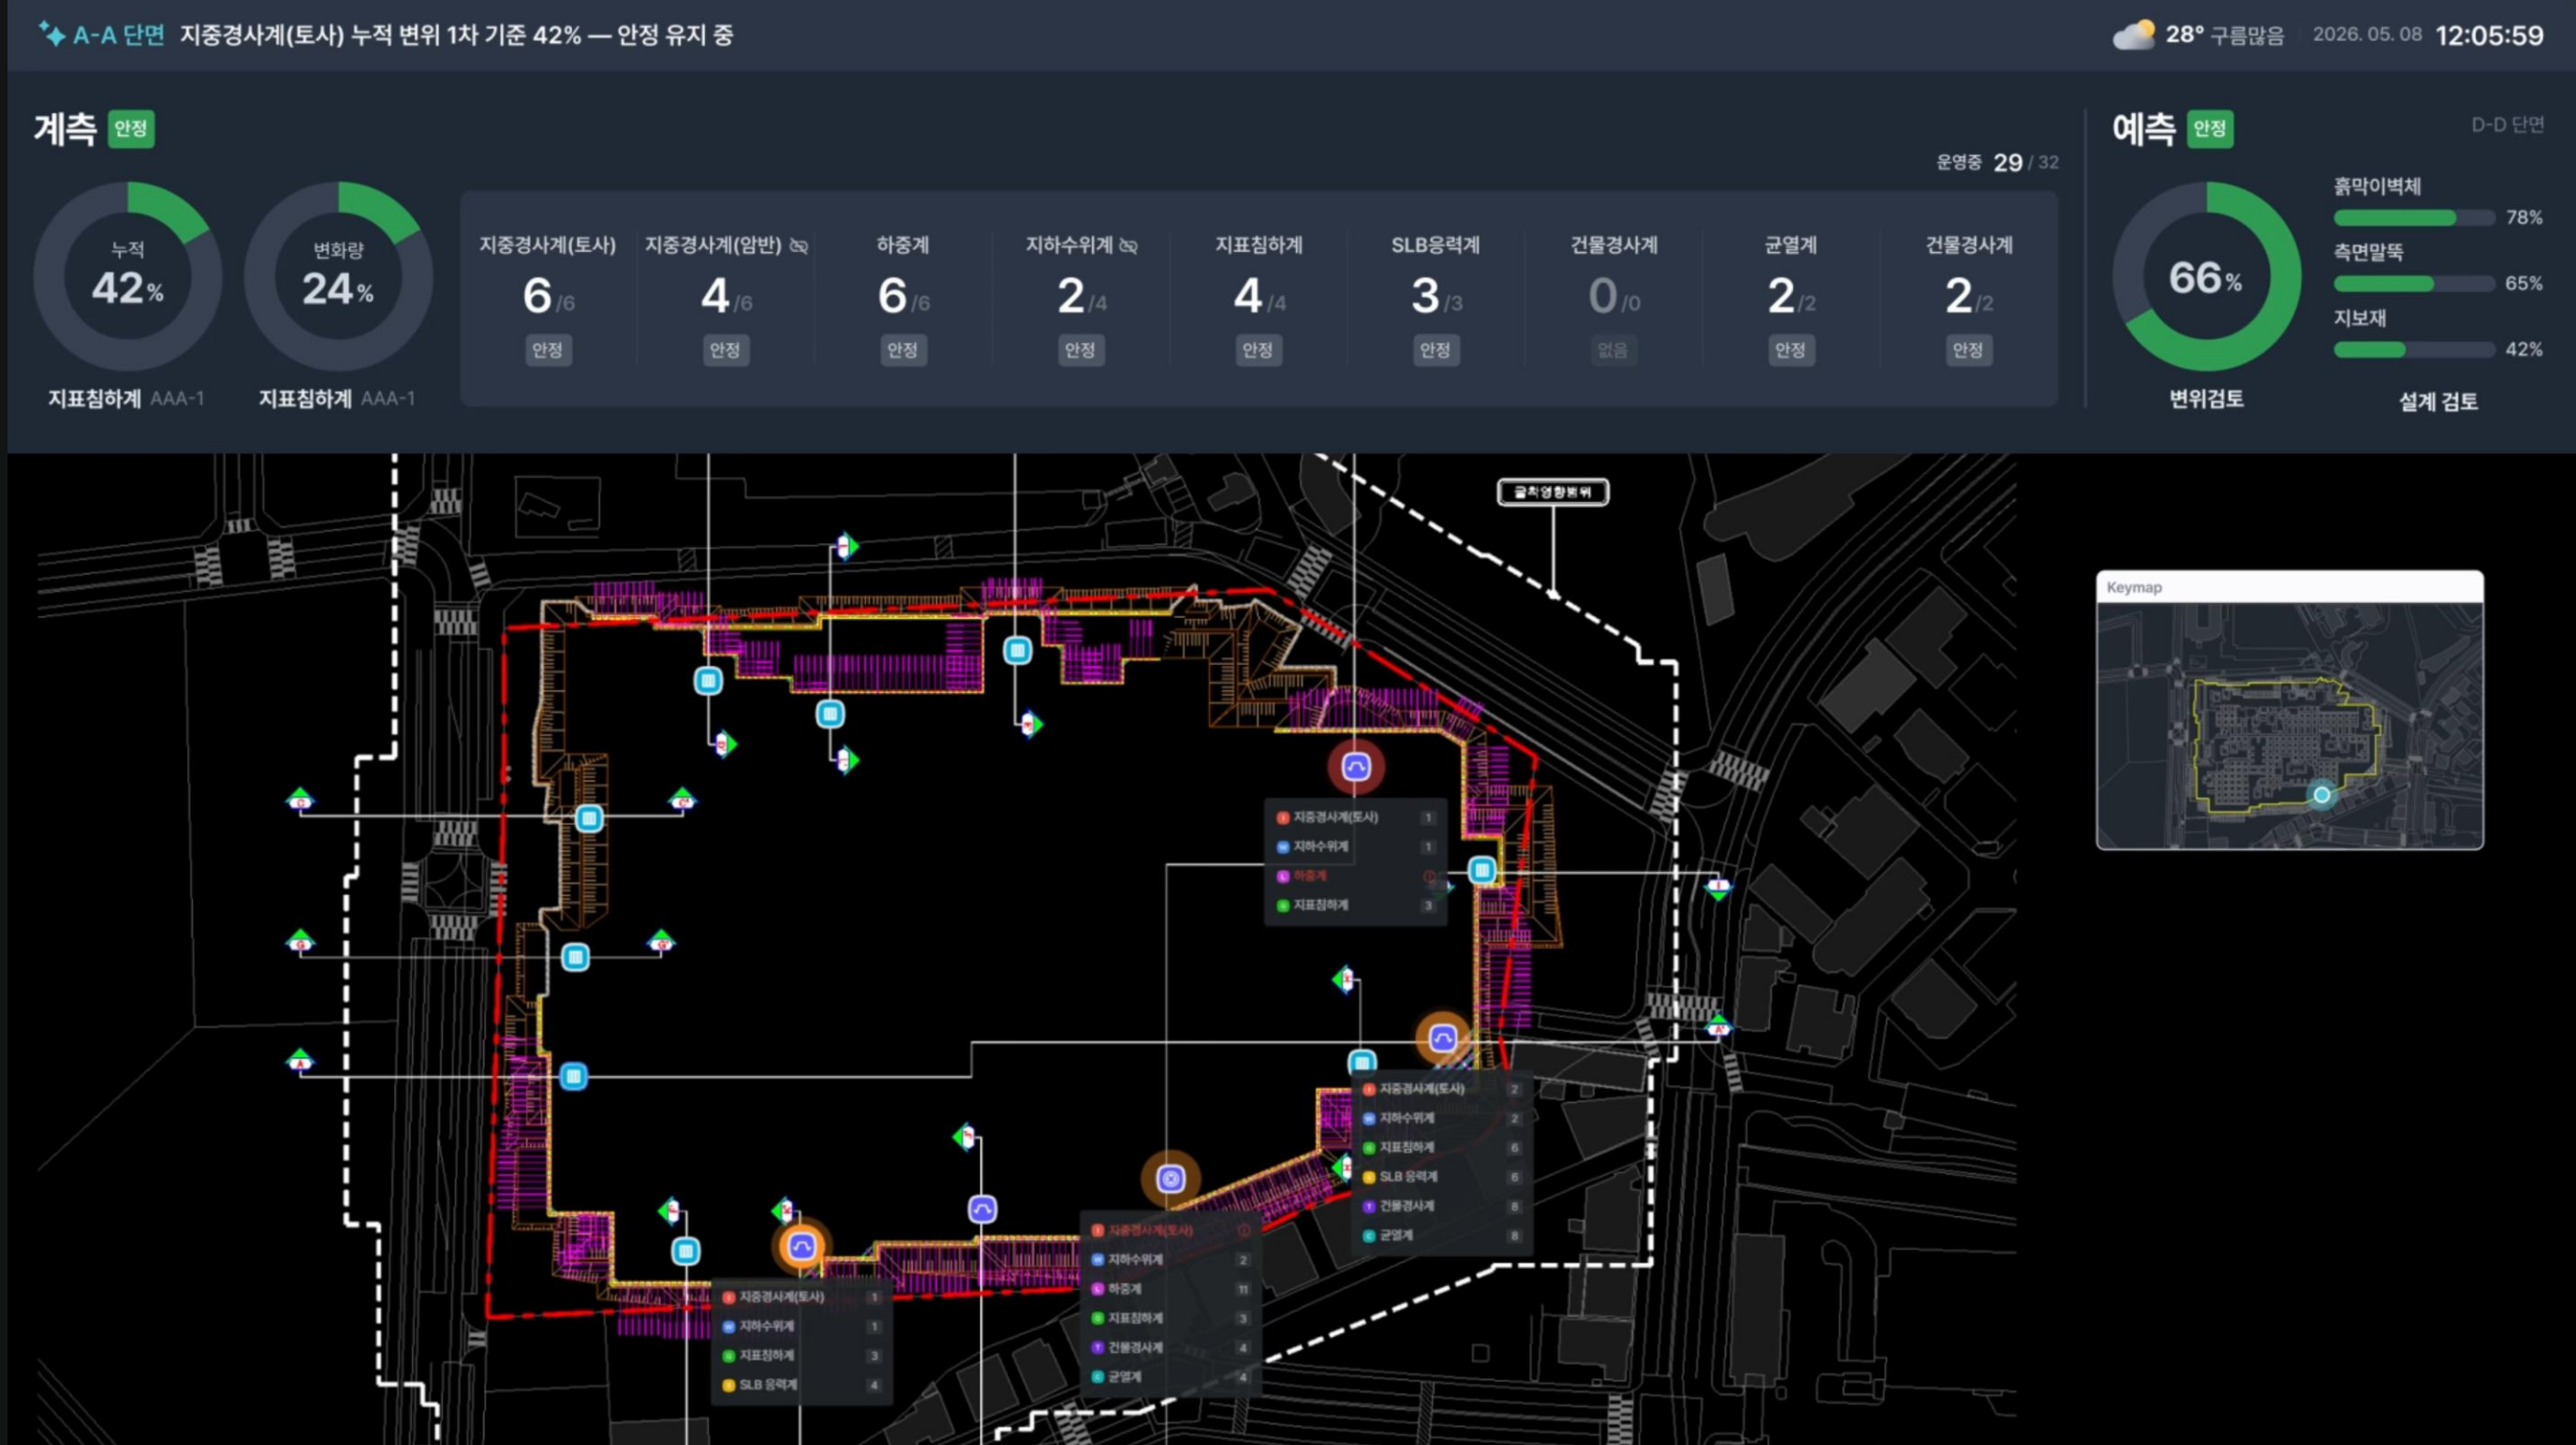 A-A 단면 지중경사계(토사) 누적 변위 1차 기준 42% — 안정 유지 중
28° 구름많음 2026. 05. 08 12:05:59
계측 안정
운영중 29 / 32
누적
42%
지표침하계 AAA-1
변화량
24%
지표침하계 AAA-1
지중경사계(토사)
6/6
안정
지중경사계(암반)
4/6
안정
하중계
6/6
안정
지하수위계
2/4
안정
지표침하계
4/4
안정
SLB응력계
3/3
안정
건물경사계
0/0
없음
균열계
2/2
안정
건물경사계
2/2
안정
예측 안정
D-D 단면
66%
변위검토
흙막이벽체
78%
측면말뚝
65%
지보재
42%
설계 검토
굴착영향범위
Keymap
지중경사계(토사) 1
지하수위계 1
하중계
지표침하계 3
C
G
G'
A
A'
지중경사계(토사) 2
지하수위계 2
지표침하계 6
SLB 응력계 6
건물경사계 8
균열계 8
지중경사계(토사)
지하수위계 2
하중계 11
지표침하계 3
건물경사계 4
균열계 4
지중경사계(토사) 1
지하수위계 1
지표침하계 3
SLB 응력계 4